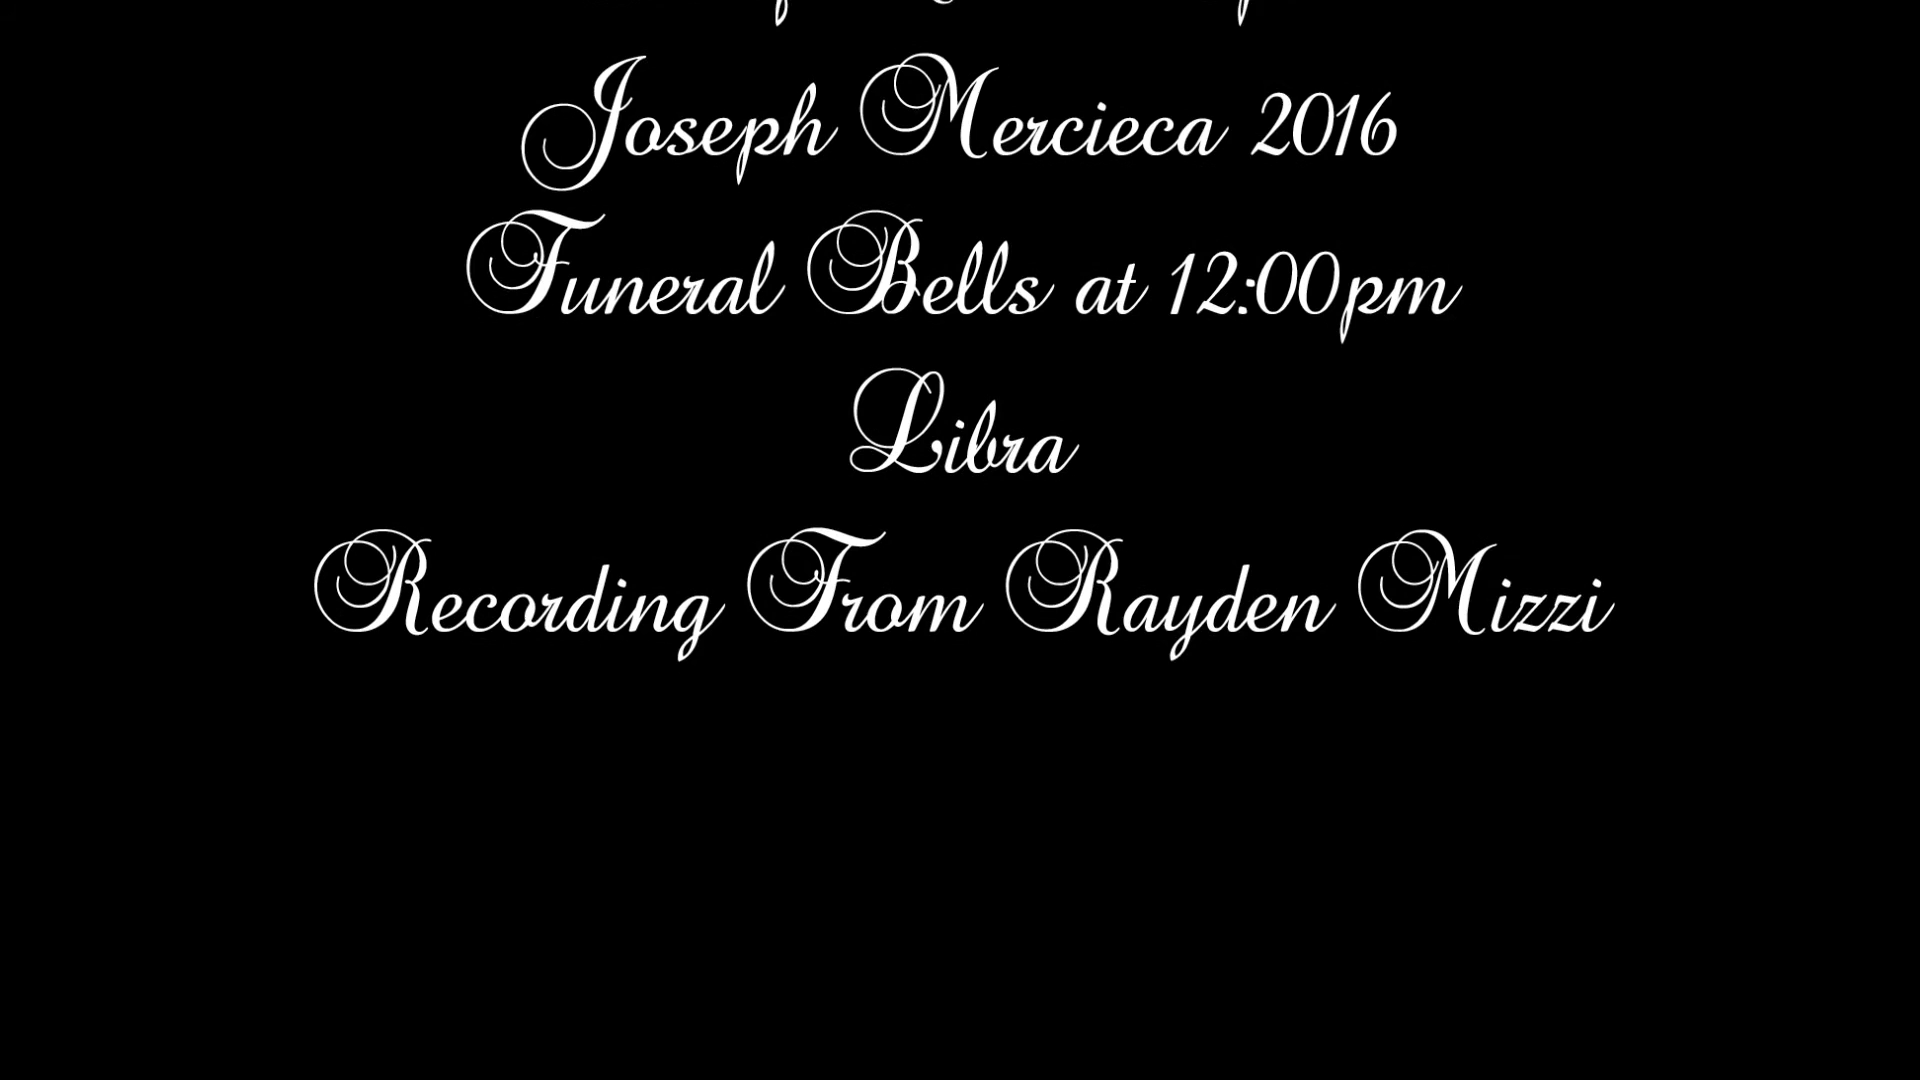 Joseph Mercieca 2016
Funeral Bells at 12:00pm
Libra
Recording From Rayden Mizzi